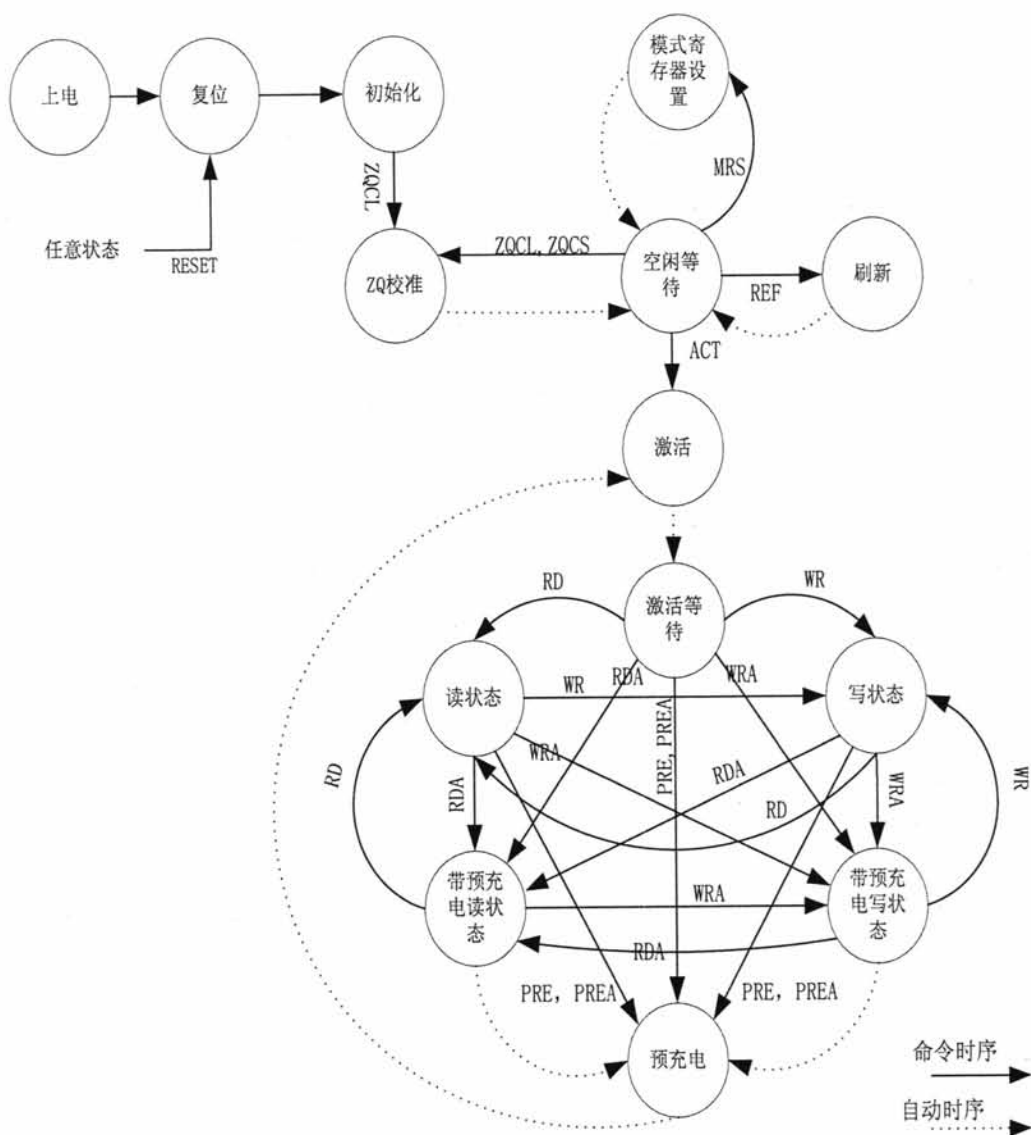 上电
复位
初始化
模式寄
存器设
置
ZQCL
MRS
任意状态
RESET
ZQ校准
ZQCL,ZQCS
空闲等
待
REF
刷新
ACT
激活
激活等
待
RD
WR
读状态
WR
RDA
WRA
写状态
RD
RDA
WRA
PRE, PREA
RDA
RD
WRA
WR
带预充
电读状
态
WRA
带预充
电写状
态
RDA
PRE, PREA
PRE, PREA
预充电
命令时序
自动时序